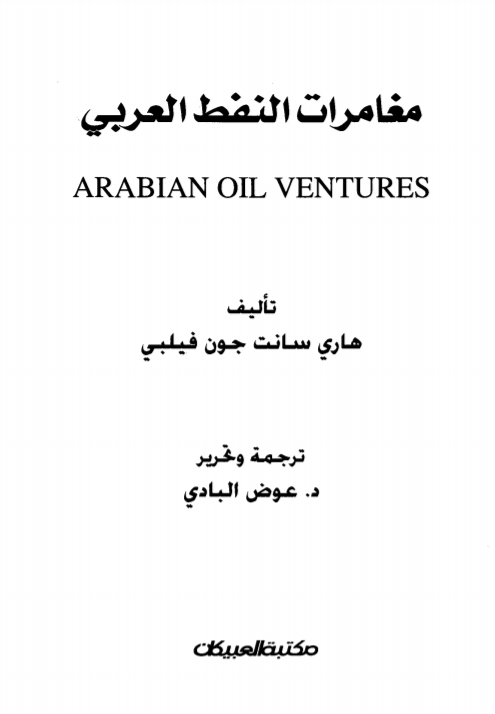 مغامرات النفط العربي
ARABIAN OIL VENTURES
تأليف
هاري سانت جون فيلبي
ترجمة وتحرير
د. عوض البادي
مكتبة العبيكان